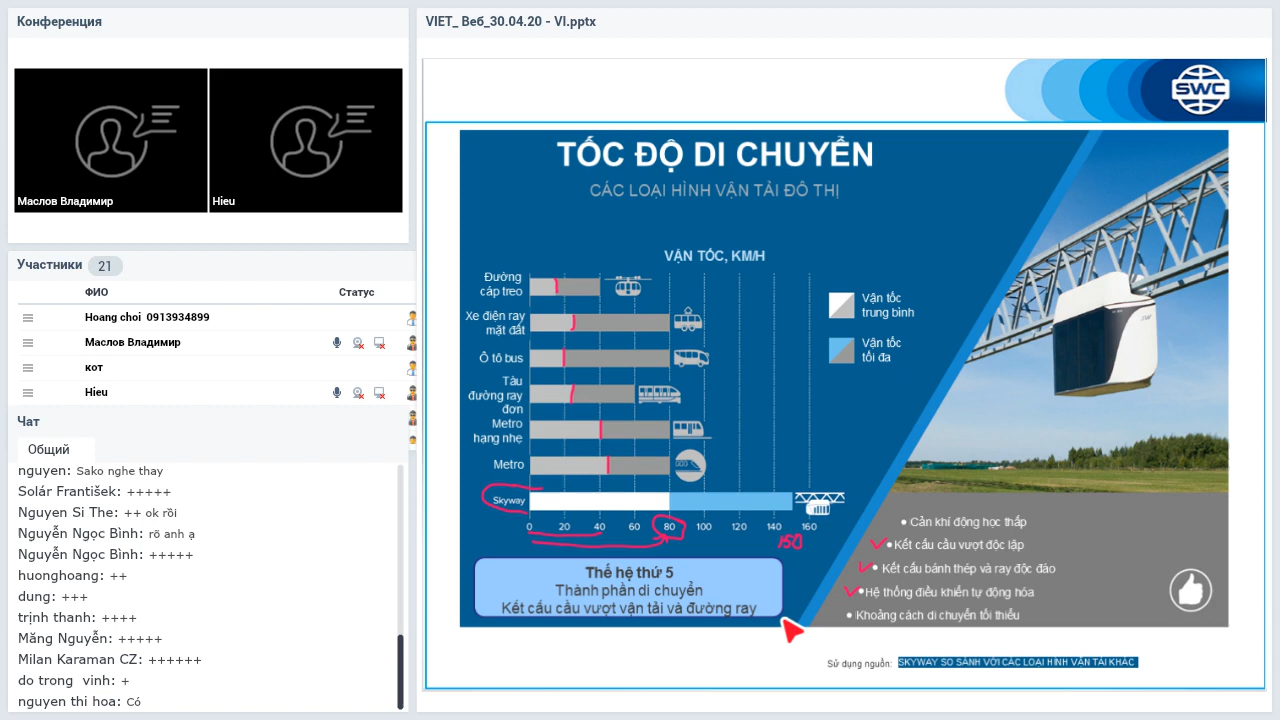 Конференция
Маслов Владимир
Hieu
Участники 21
ФИО Статус
Hoang choi 0913934899
Маслов Владимир
кот
Hieu
Чат
Общий
nguyen: Sako nghe thay
Solár František: +++++
Nguyen Si The: ++ ok rồi
Nguyễn Ngọc Bình: rõ anh ạ
Nguyễn Ngọc Bình: +++++
huonghoang: ++
dung: +++
trịnh thanh: ++++
Măng Nguyễn: +++++
Milan Karaman CZ: ++++++
do trong vinh: +
nguyen thi hoa: Có
VIET_ Веб_30.04.20 - VI.pptx
SWC
TỐC ĐỘ DI CHUYỂN
CÁC LOẠI HÌNH VẬN TẢI ĐÔ THỊ
VẬN TỐC, KM/H
Đường
cáp treo
Xe điện ray
mặt đất
Ô tô bus
Tàu
đường ray
đơn
Metro
hạng nhẹ
Metro
Skyway
0 20 40 60 80 100 120 140 160
150
Vận tốc
trung bình
Vận tốc
tối đa
Thế hệ thứ 5
Thành phần di chuyển
Kết cấu cầu vượt vận tải và đường ray
• Cản khí động học thấp
• Kết cấu cầu vượt độc lập
• Kết cấu bánh thép và ray độc đáo
• Hệ thống điều khiển tự động hóa
• Khoảng cách di chuyển tối thiểu
Sử dụng nguồn: SKYWAY SO SÁNH VỚI CÁC LOẠI HÌNH VẬN TẢI KHÁC